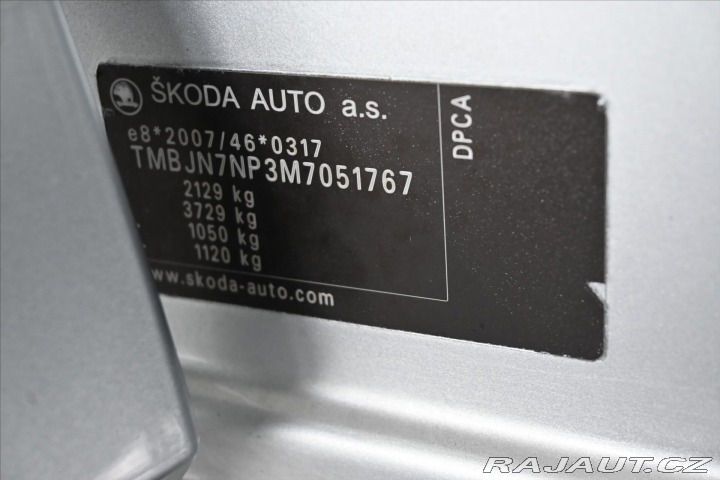 ŠKODA AUTO a.s.
e8*2007/46*0317
TMBJN7NP3M7051767
2129 kg
3729 kg
1050 kg
1120 kg
www.skoda-auto.com
DPCA
RAJAUT.CZ